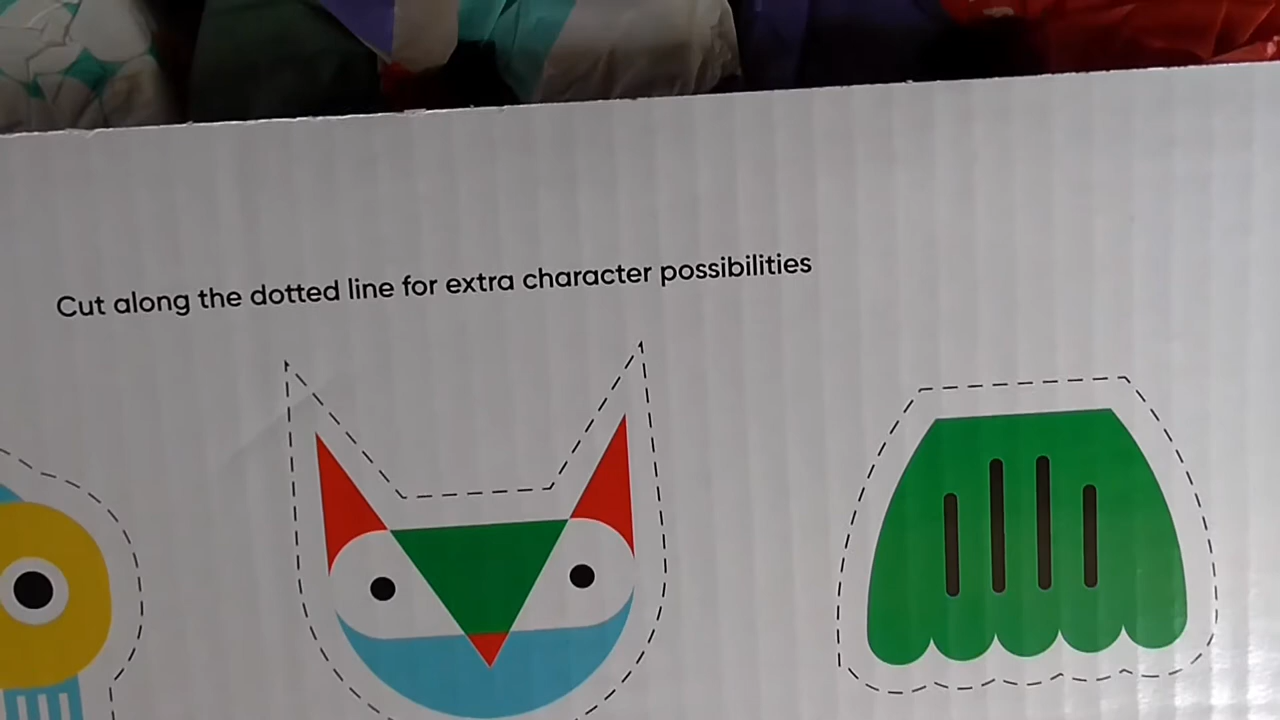 Cut along the dotted line for extra character possibilities